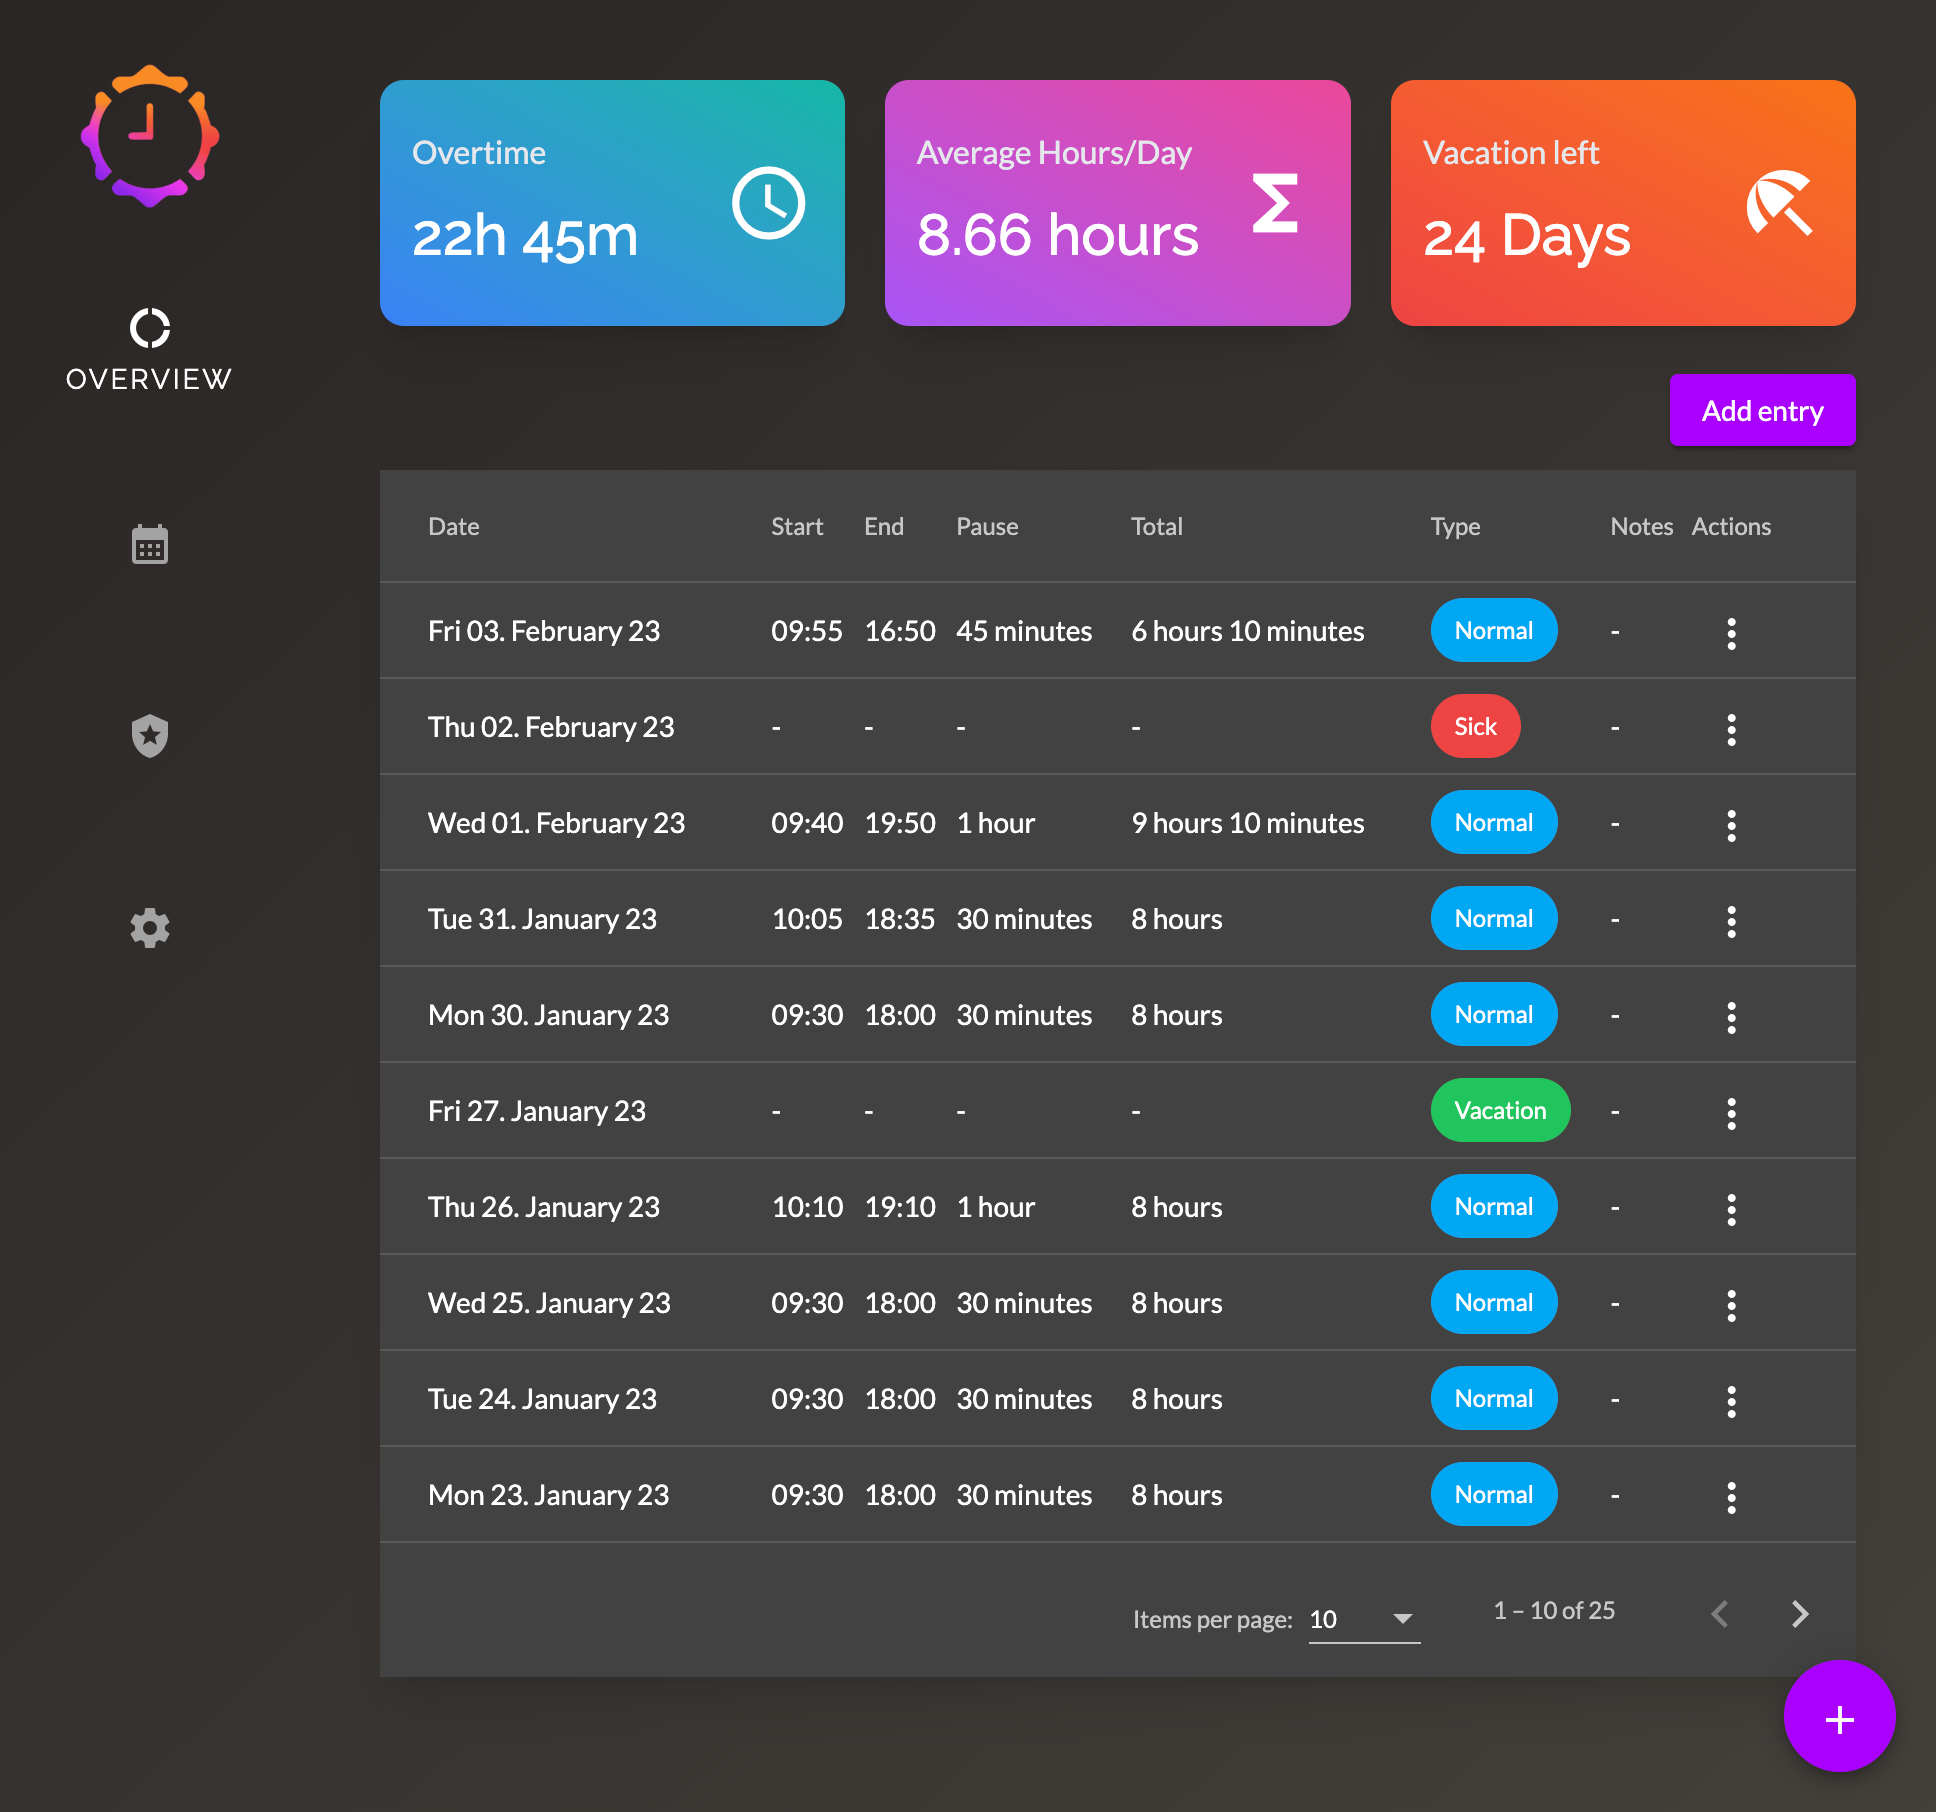 Overtime
22h 45m
Average Hours/Day
8.66 hours
Vacation left
24 Days
OVERVIEW
Add entry
Date Start End Pause Total Type Notes Actions
Fri 03. February 23 09:55 16:50 45 minutes 6 hours 10 minutes Normal -
Thu 02. February 23 - - - - Sick -
Wed 01. February 23 09:40 19:50 1 hour 9 hours 10 minutes Normal -
Tue 31. January 23 10:05 18:35 30 minutes 8 hours Normal -
Mon 30. January 23 09:30 18:00 30 minutes 8 hours Normal -
Fri 27. January 23 - - - - Vacation -
Thu 26. January 23 10:10 19:10 1 hour 8 hours Normal -
Wed 25. January 23 09:30 18:00 30 minutes 8 hours Normal -
Tue 24. January 23 09:30 18:00 30 minutes 8 hours Normal -
Mon 23. January 23 09:30 18:00 30 minutes 8 hours Normal -
Items per page: 10 1 – 10 of 25